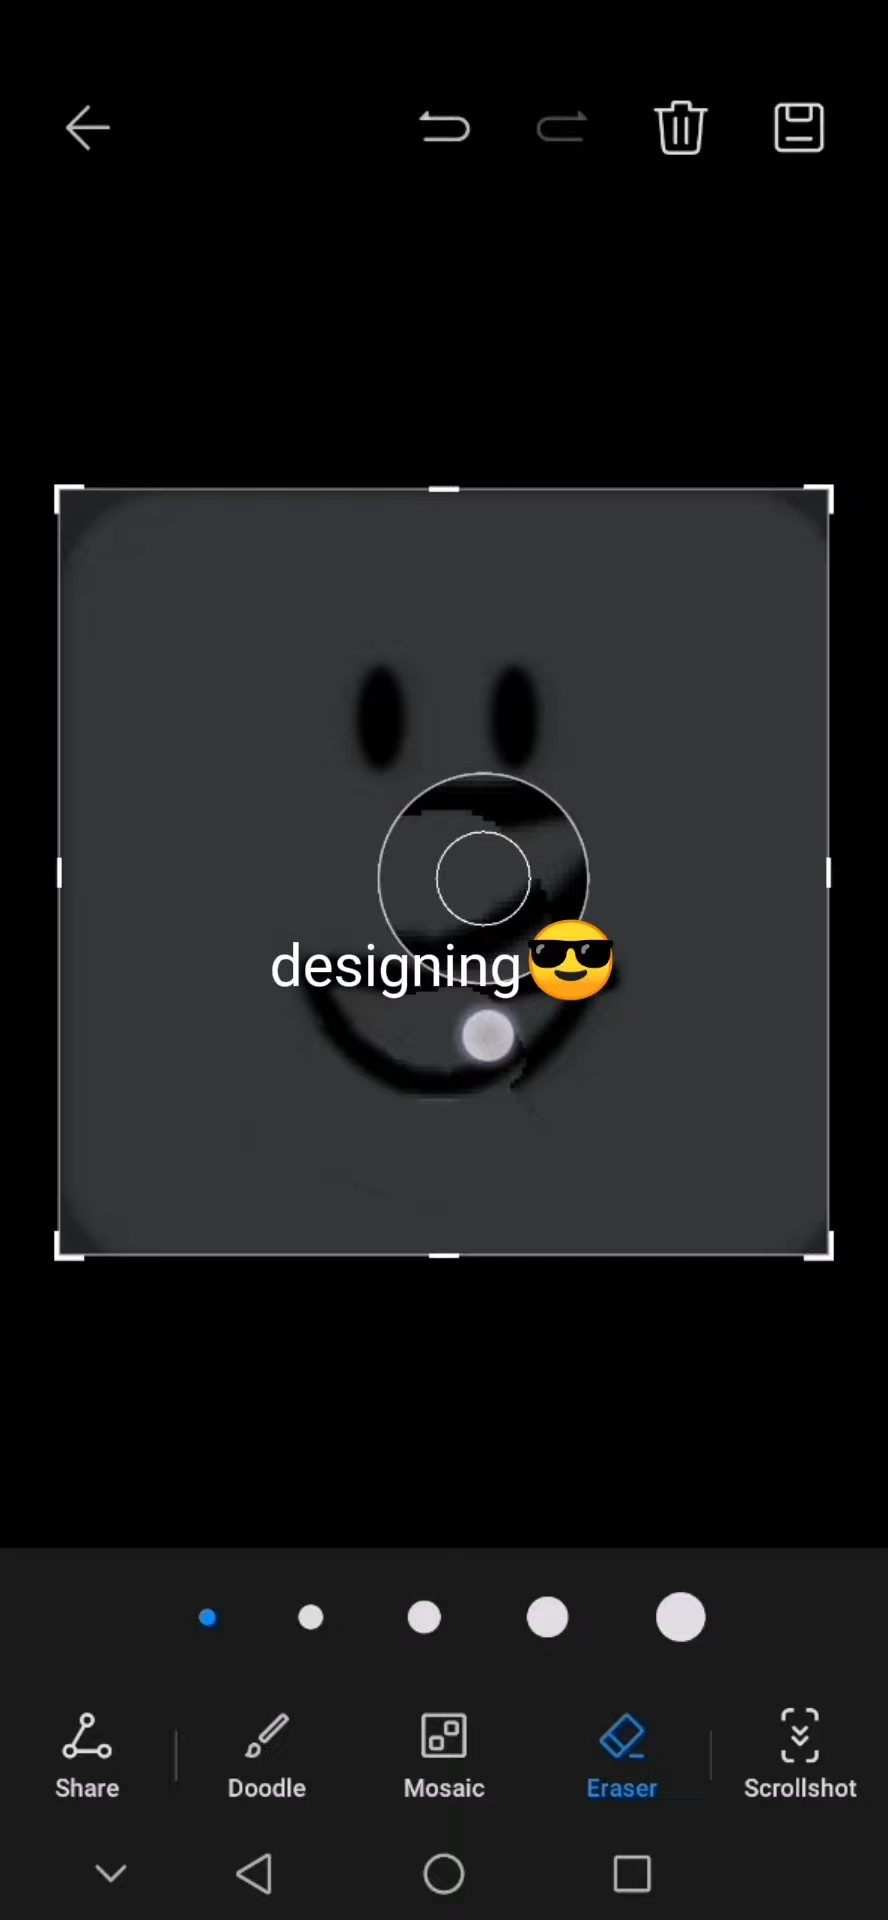 designing😎
Share
Doodle
Mosaic
Eraser
Scrollshot